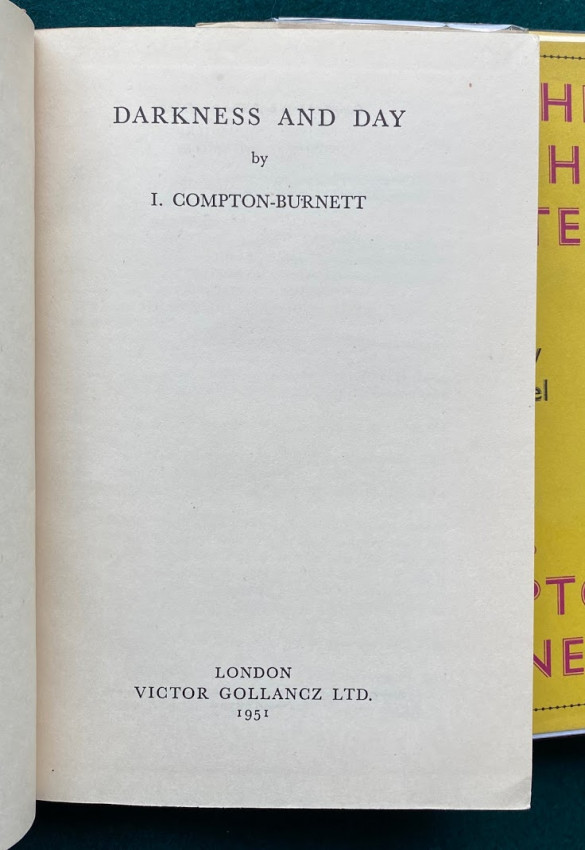 DARKNESS AND DAY
by
I. COMPTON-BURNETT
LONDON
VICTOR GOLLANCZ LTD.
1951